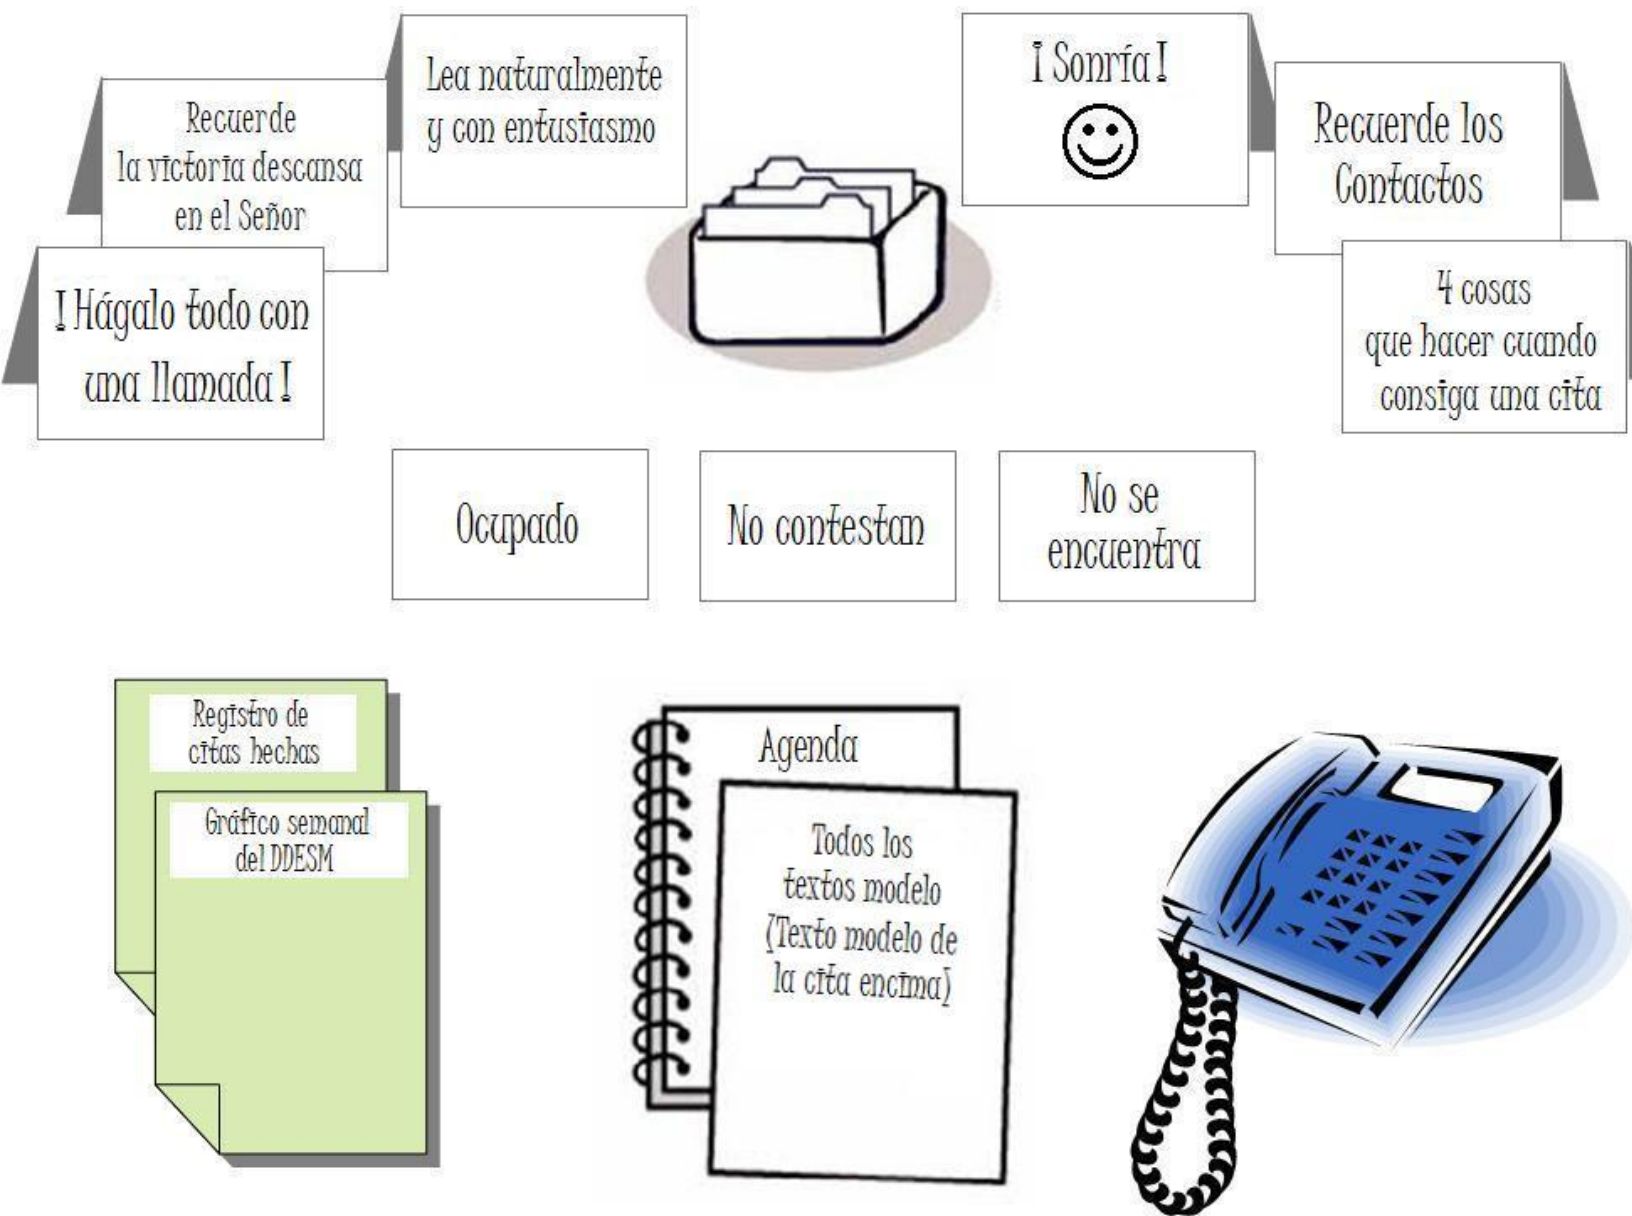 Lea naturalmente
y con entusiasmo
¡Sonría!
Recuerde
la victoria descansa
en el Señor
Recuerde los
Contactos
!Hágalo todo con
una llamada!
4 cosas
que hacer cuando
consiga una cita
Ocupado
No contestan
No se
encuentra
Registro de
citas hechas
Gráfico semanal
del DDESM
Agenda
Todos los
textos modelo
(Texto modelo de
la cita encima)